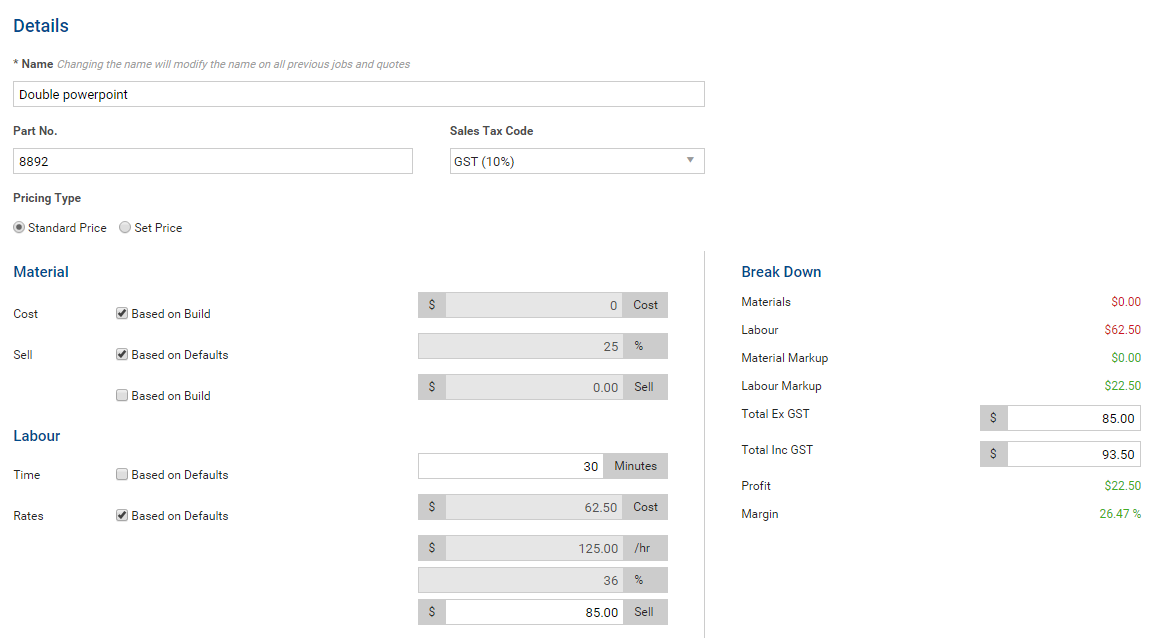 Details
* Name Changing the name will modify the name on all previous jobs and quotes
Double powerpoint
Part No.
Sales Tax Code
8892
GST (10%)
Pricing Type
Standard Price
Set Price
Material
Cost
Based on Build
$ 0 Cost
Sell
Based on Defaults
25 %
Based on Build
$ 0.00 Sell
Labour
Time
Based on Defaults
30 Minutes
Rates
Based on Defaults
$ 62.50 Cost
$ 125.00 /hr
36 %
$ 85.00 Sell
Break Down
Materials $0.00
Labour $62.50
Material Markup $0.00
Labour Markup $22.50
Total Ex GST $ 85.00
Total Inc GST $ 93.50
Profit $22.50
Margin 26.47 %